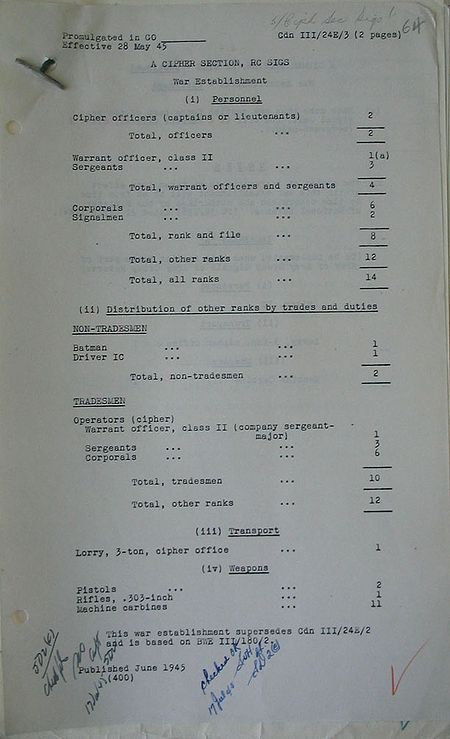 64
Promulgated in GO
Cdn III/24E/3 (2 pages)
Effective 28 May 45
A CIPHER SECTION, RC SIGS
War Establishment
(i) Personnel
Cipher officers (captains or lieutenants) 2
Total, officers ... 2
Warrant officer, class II 1(a)
Sergeants ... ... 3
Total, warrant officers and sergeants 4
Corporals ... ... 6
Signalmen ... ... 2
Total, rank and file ... 8
Total, other ranks ... 12
Total, all ranks ... 14
(ii) Distribution of other ranks by trades and duties
NON-TRADESMEN
Batman ... ... 1
Driver IC ... ... 1
Total, non-tradesmen ... 2
TRADESMEN
Operators (cipher)
Warrant officer, class II (company sergeant-
major) 1
Sergeants ... ... 3
Corporals ... ... 6
Total, tradesmen ... 10
Total, other ranks ... 12
(iii) Transport
Lorry, 3-ton, cipher office ... 1
(iv) Weapons
Pistols ... ... 2
Rifles, .303-inch ... 1
Machine carbines ... 11
This war establishment supersedes Cdn III/24E/2
and is based on BWE III/180/2.
Published June 1945
(400)
checked OK